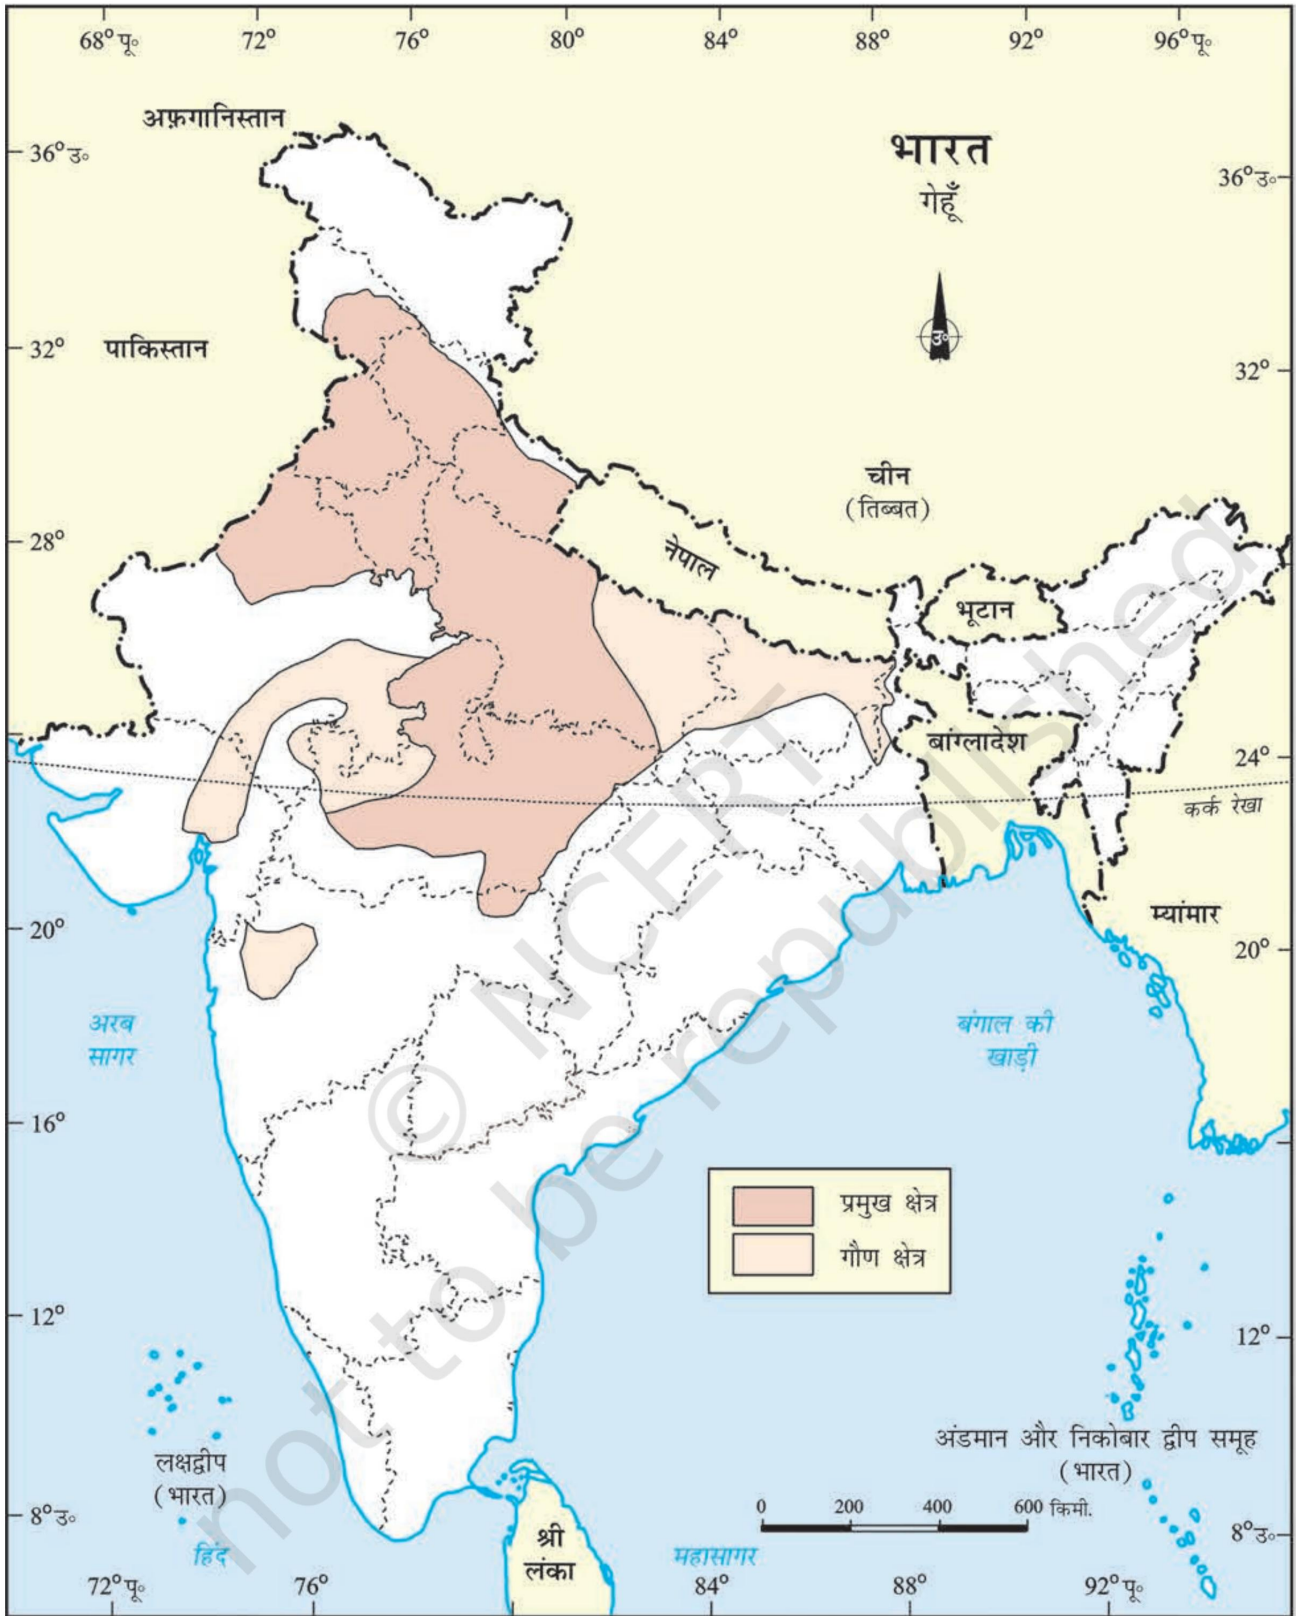 68°पू॰ 72° 76° 80° 84° 88° 92° 96°पू॰
अफ़गानिस्तान
भारत
36°उ॰
36°उ॰
गेहूँ
उ॰
पाकिस्तान
32°
32°
चीन
(तिब्बत)
28°
नेपाल
भूटान
बांग्लादेश
24°
कर्क रेखा
म्यांमार
20°
20°
अरब
सागर
बंगाल की
खाड़ी
16°
प्रमुख क्षेत्र
गौण क्षेत्र
12°
12°
अंडमान और निकोबार द्वीप समूह
(भारत)
लक्षद्वीप
(भारत)
0 200 400 600 किमी.
8°उ॰
8°उ॰
श्री
लंका
हिंद
महासागर
72°पू॰ 76° 84° 88° 92°पू॰
© NCERT
not to be republished